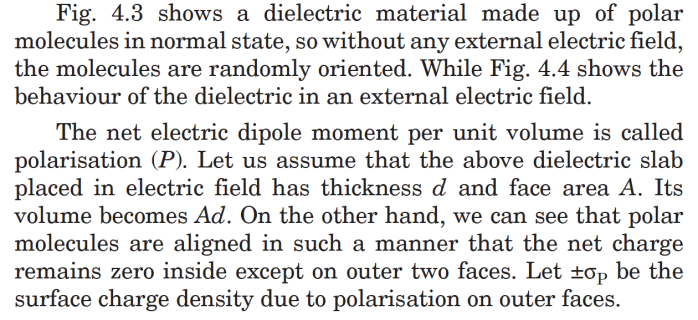 Fig. 4.3 shows a dielectric material made up of polar
molecules in normal state, so without any external electric field,
the molecules are randomly oriented. While Fig. 4.4 shows the
behaviour of the dielectric in an external electric field.
The net electric dipole moment per unit volume is called
polarisation (P). Let us assume that the above dielectric slab
placed in electric field has thickness d and face area A. Its
volume becomes Ad. On the other hand, we can see that polar
molecules are aligned in such a manner that the net charge
remains zero inside except on outer two faces. Let ±σₚ be the
surface charge density due to polarisation on outer faces.